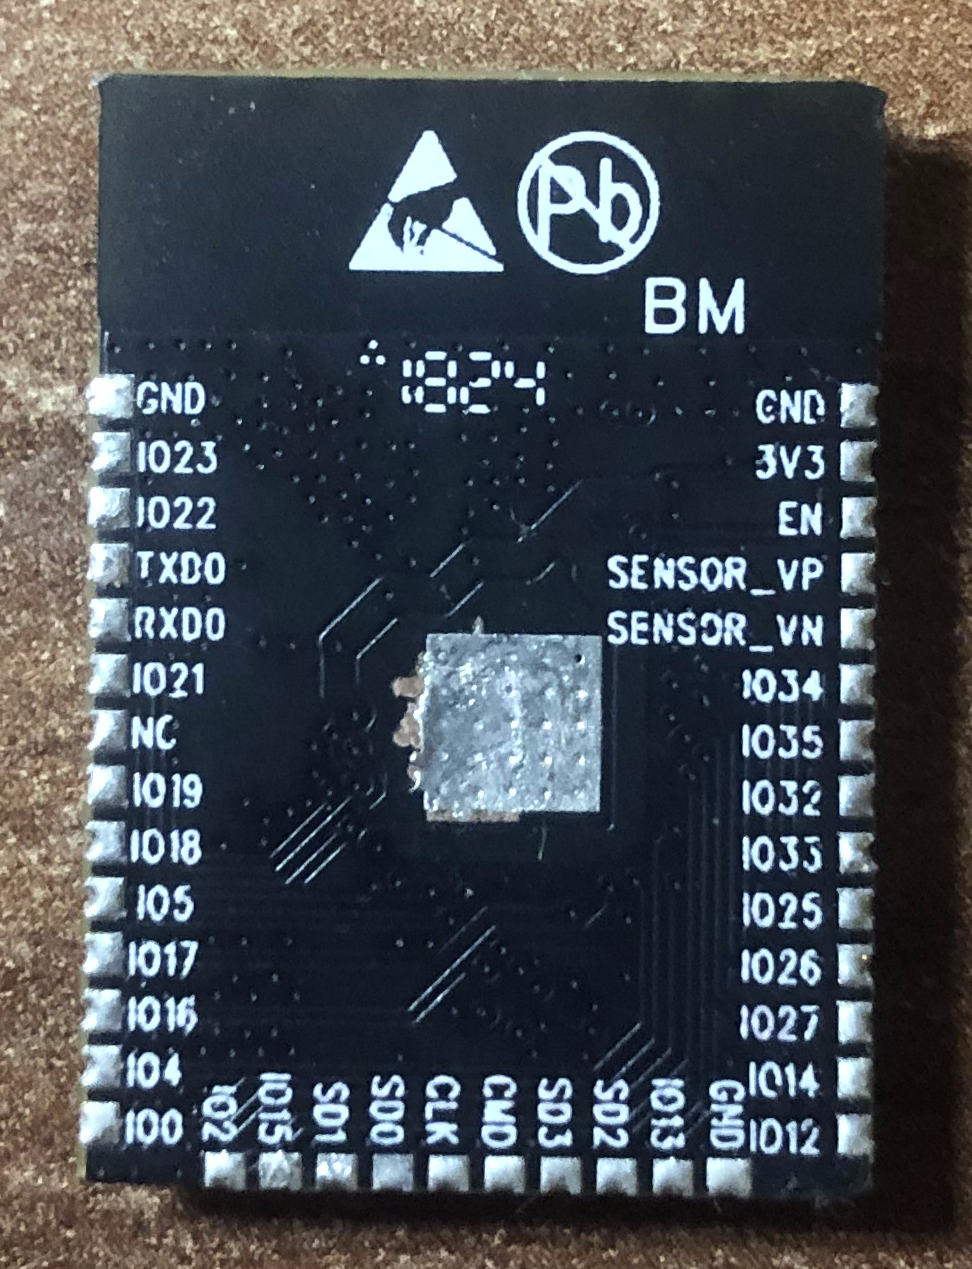 Pb
BM
1824
GND
IO23
IO22
TXD0
RXD0
IO21
NC
IO19
IO18
IO5
IO17
IO16
IO4
IO0
IO2
IO15
SD1
SD0
CLK
CMD
SD3
SD2
IO13
GND
GND
3V3
EN
SENSOR_VP
SENSOR_VN
IO34
IO35
IO32
IO33
IO25
IO26
IO27
IO14
IO12